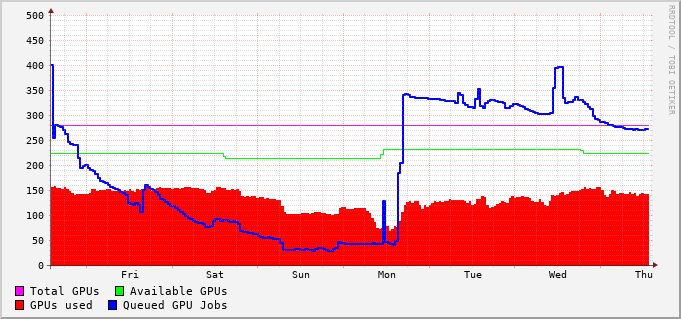 500
450
400
350
300
250
200
150
100
50
0
Fri Sat Sun Mon Tue Wed Thu
Total GPUs Available GPUs
GPUs used Queued GPU Jobs
RRDTOOL / TOBI OETIKER